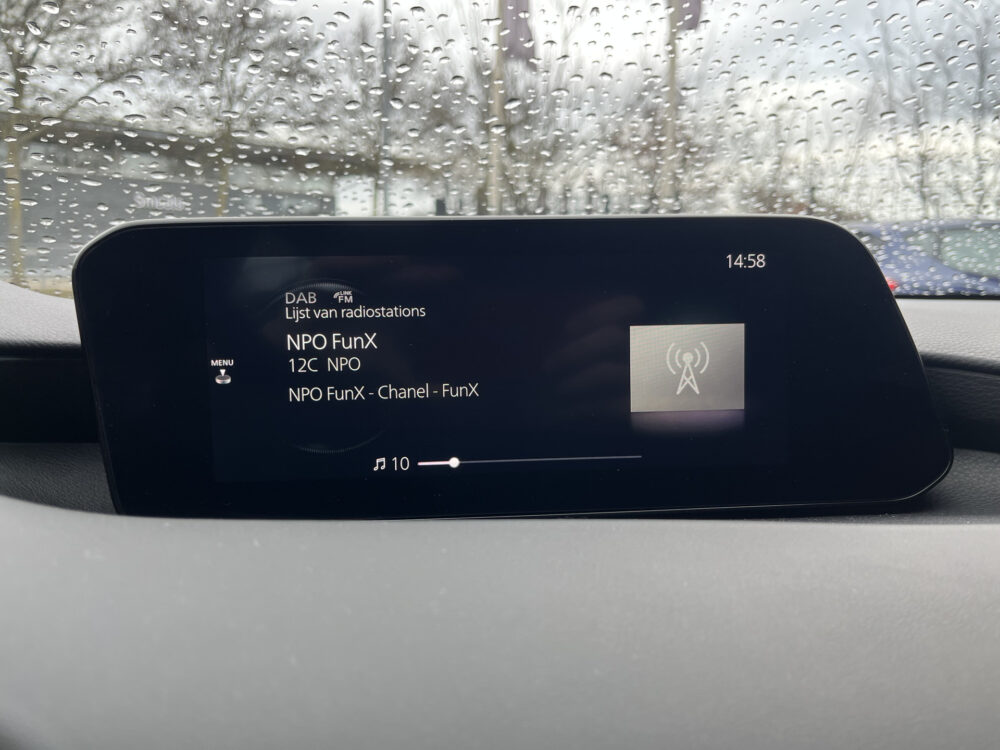 14:58
DAB LINK FM
Lijst van radiostations
NPO FunX
MENU
12C NPO
NPO FunX - Chanel - FunX
10